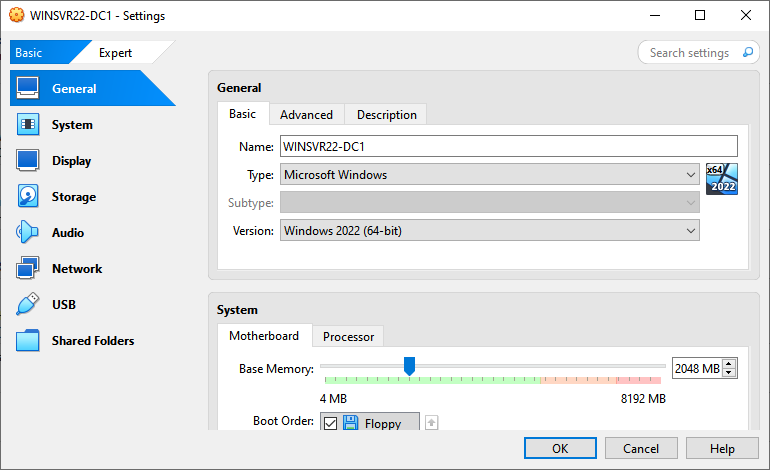 WINSVR22-DC1 - Settings
Basic Expert Search settings
General
System
Display
Storage
Audio
Network
USB
Shared Folders
General
Basic Advanced Description
Name: WINSVR22-DC1
Type: Microsoft Windows x64 2022
Subtype:
Version: Windows 2022 (64-bit)
System
Motherboard Processor
Base Memory: 2048 MB
4 MB 8192 MB
Boot Order: Floppy
OK Cancel Help